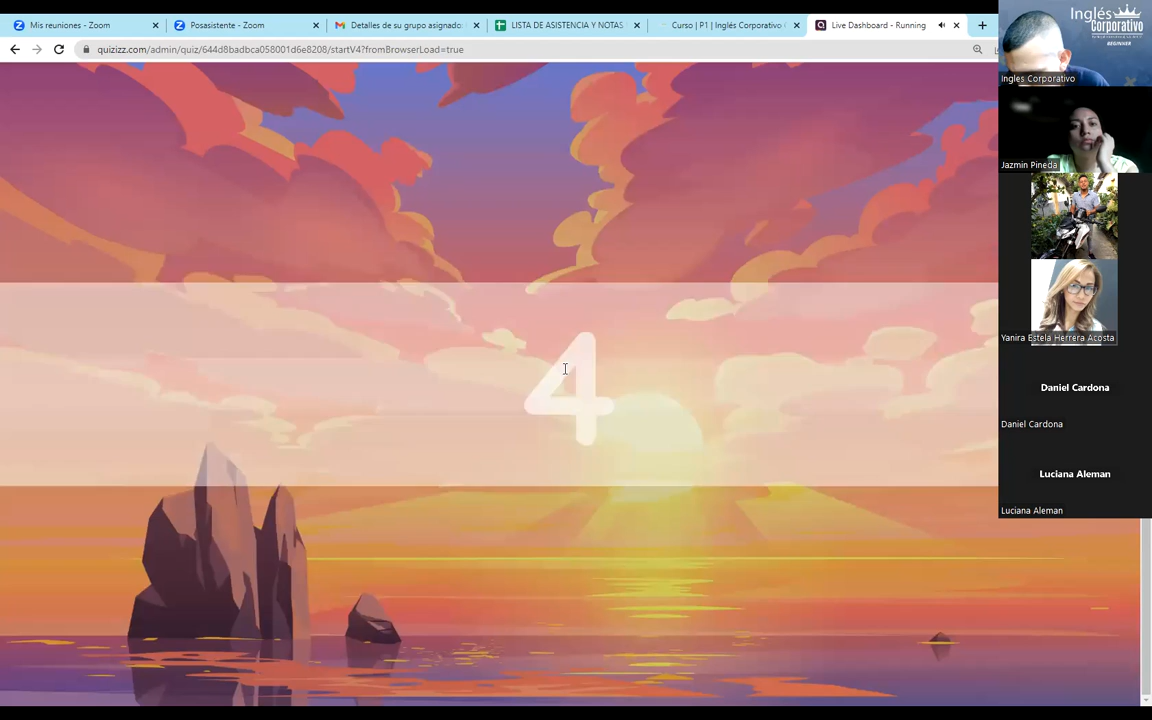 Mis reuniones - Zoom
Posasistente - Zoom
Detalles de su grupo asignado:
LISTA DE ASISTENCIA Y NOTAS
Curso | P1 | Inglés Corporativo
Live Dashboard - Running
quizizz.com/admin/quiz/644d8badbca058001d6e8208/startV4?fromBrowserLoad=true
4
Inglés
Corporativo
BEGINNER
Ingles Corporativo
Jazmin Pineda
Yanira Estela Herrera Acosta
Daniel Cardona
Daniel Cardona
Luciana Aleman
Luciana Aleman